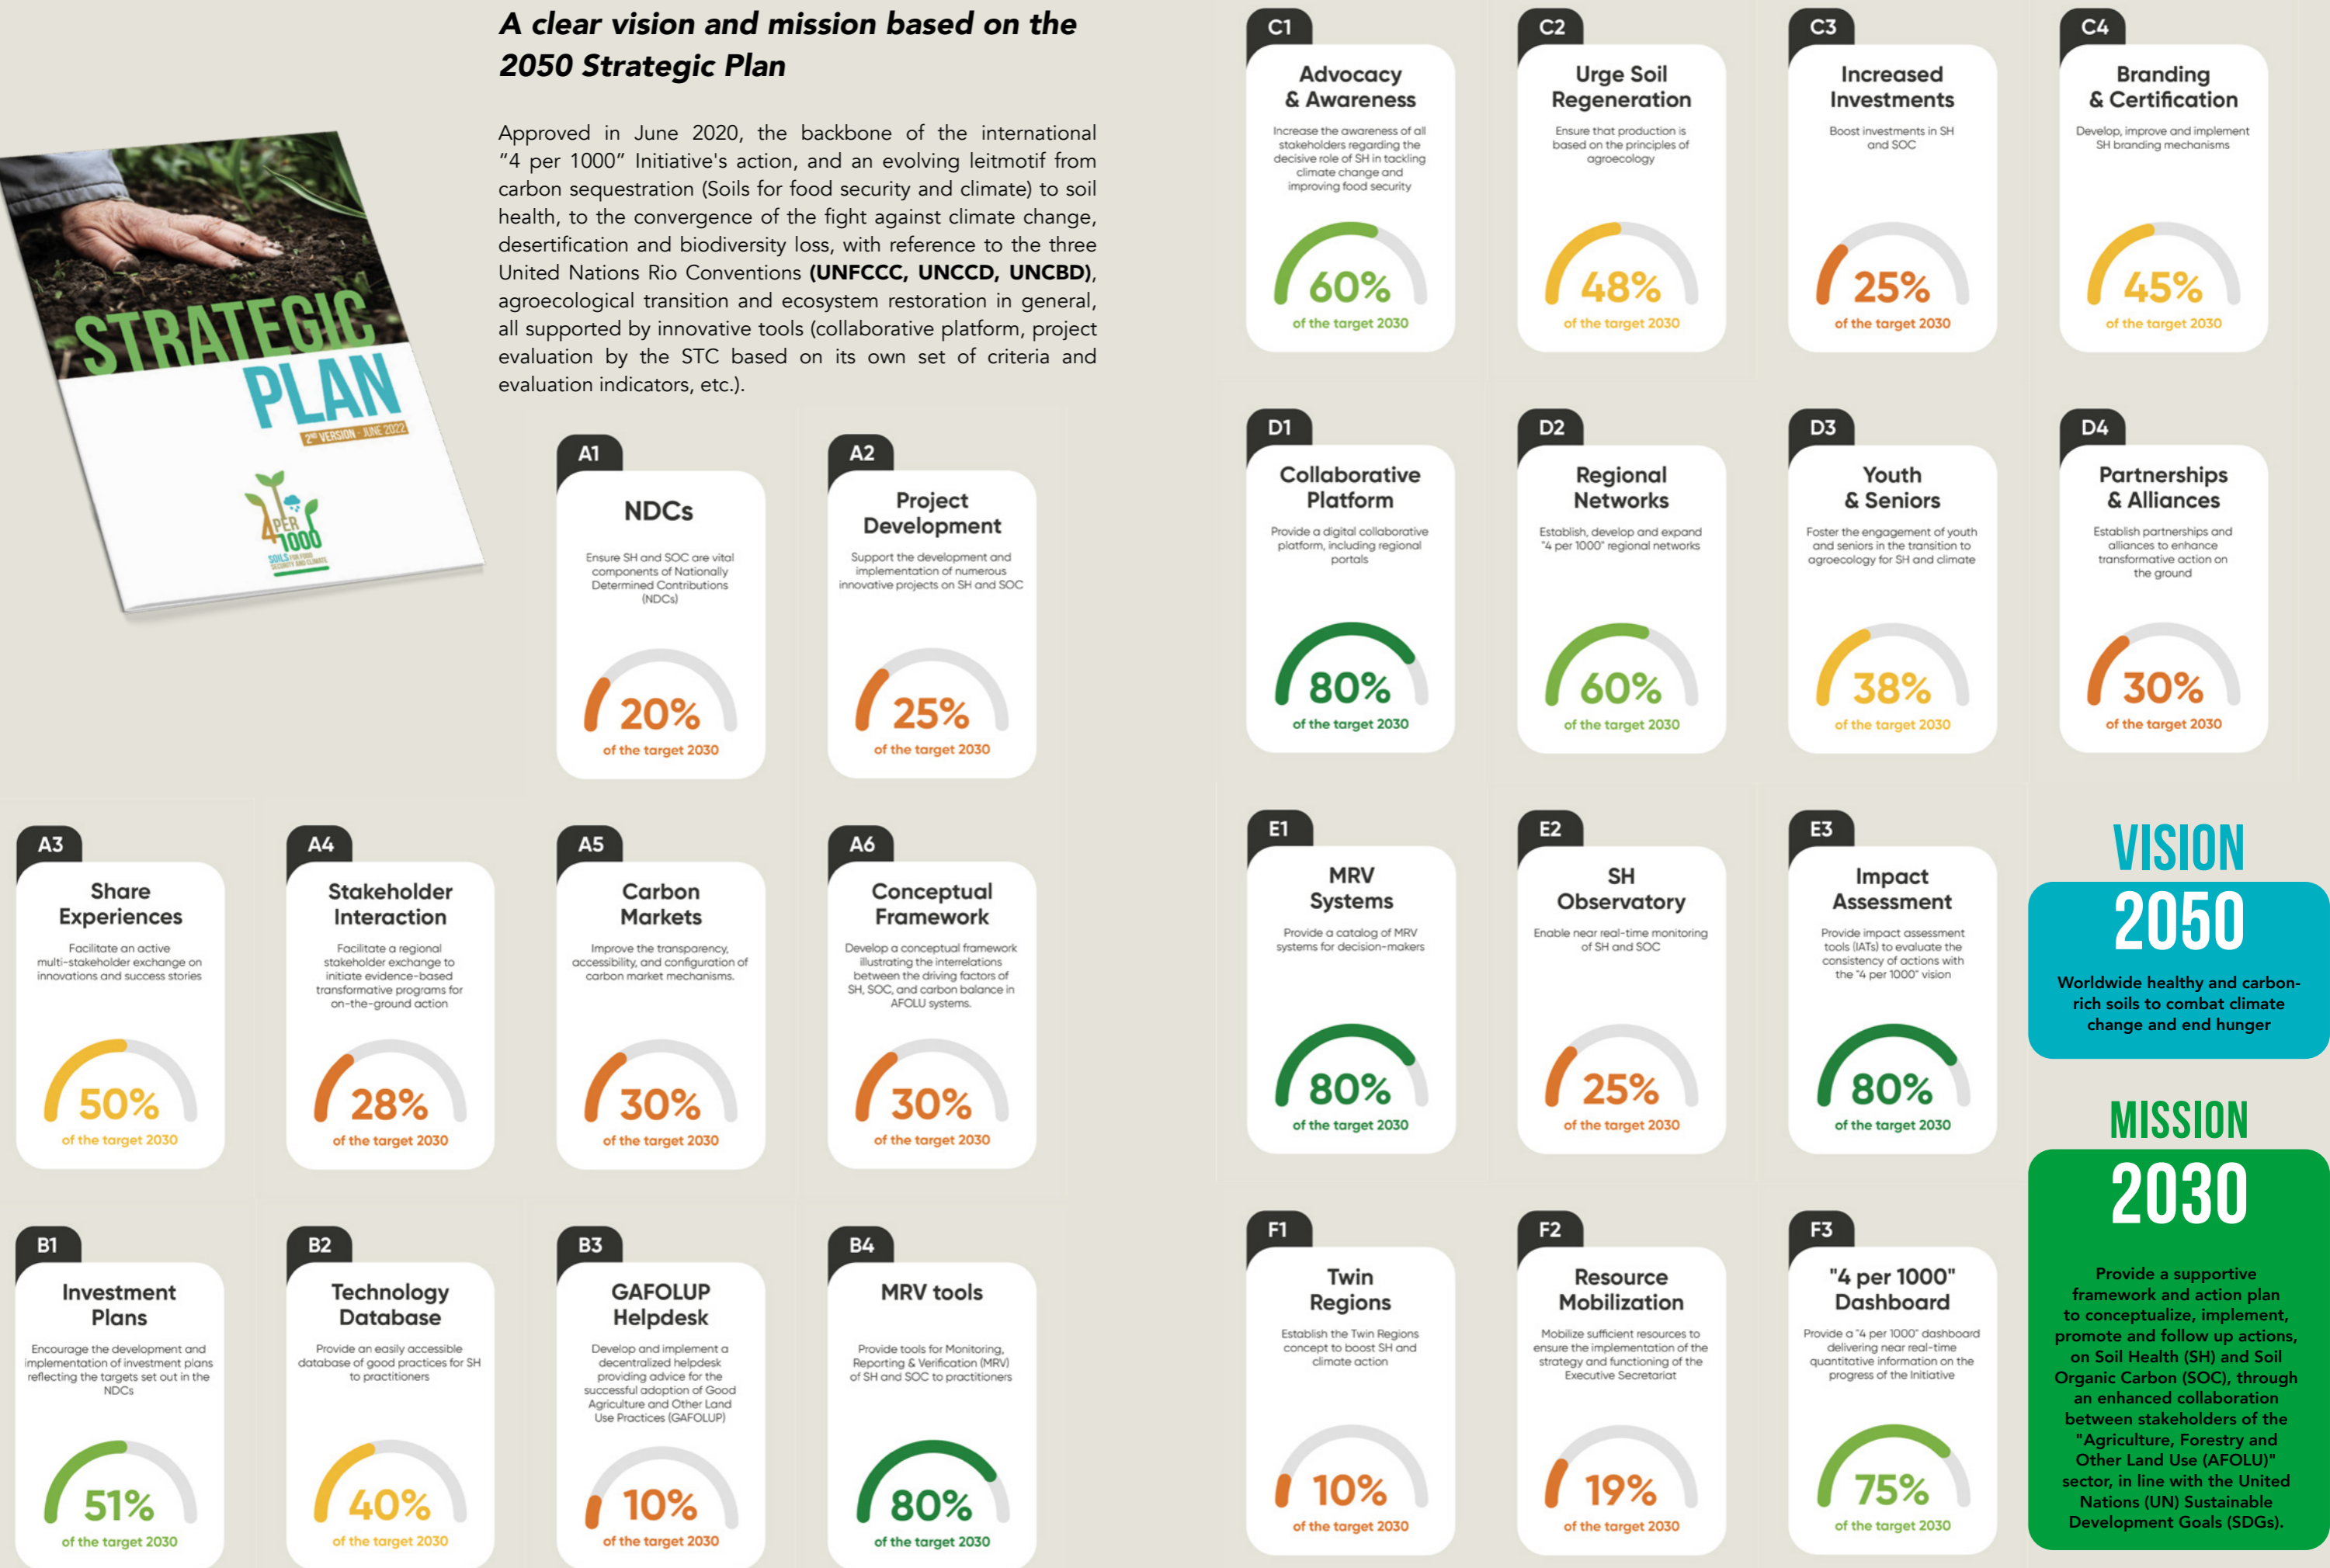 A clear vision and mission based on the
2050 Strategic Plan
Approved in June 2020, the backbone of the international
“4 per 1000” Initiative's action, and an evolving leitmotif from
carbon sequestration (Soils for food security and climate) to soil
health, to the convergence of the fight against climate change,
desertification and biodiversity loss, with reference to the three
United Nations Rio Conventions (UNFCCC, UNCCD, UNCBD),
agroecological transition and ecosystem restoration in general,
all supported by innovative tools (collaborative platform, project
evaluation by the STC based on its own set of criteria and
evaluation indicators, etc.).
STRATEGIC
PLAN
2ND VERSION - JUNE 2022
4 PER
1000
SOILS FOR FOOD
SECURITY AND CLIMATE
A1
NDCs
Ensure SH and SOC are vital
components of Nationally
Determined Contributions
(NDCs)
20%
of the target 2030
A2
Project
Development
Support the development and
implementation of numerous
innovative projects on SH and SOC
25%
of the target 2030
A3
Share
Experiences
Facilitate an active
multi-stakeholder exchange on
innovations and success stories
50%
of the target 2030
A4
Stakeholder
Interaction
Facilitate a regional
stakeholder exchange to
initiate evidence-based
transformative programs for
on-the-ground action
28%
of the target 2030
A5
Carbon
Markets
Improve the transparency,
accessibility, and configuration of
carbon market mechanisms.
30%
of the target 2030
A6
Conceptual
Framework
Develop a conceptual framework
illustrating the interrelations
between the driving factors of
SH, SOC, and carbon balance in
AFOLU systems.
30%
of the target 2030
B1
Investment
Plans
Encourage the development and
implementation of investment plans
reflecting the targets set out in the
NDCs
51%
of the target 2030
B2
Technology
Database
Provide an easily accessible
database of good practices for SH
to practitioners
40%
of the target 2030
B3
GAFOLUP
Helpdesk
Develop and implement a
decentralized helpdesk
providing advice for the
successful adoption of Good
Agriculture and Other Land
Use Practices (GAFOLUP)
10%
of the target 2030
B4
MRV tools
Provide tools for Monitoring,
Reporting & Verification (MRV)
of SH and SOC to practitioners
80%
of the target 2030
C1
Advocacy
& Awareness
Increase the awareness of all
stakeholders regarding the
decisive role of SH in tackling
climate change and
improving food security
60%
of the target 2030
C2
Urge Soil
Regeneration
Ensure that production is
based on the principles of
agroecology
48%
of the target 2030
C3
Increased
Investments
Boost investments in SH
and SOC
25%
of the target 2030
C4
Branding
& Certification
Develop, improve and implement
SH branding mechanisms
45%
of the target 2030
D1
Collaborative
Platform
Provide a digital collaborative
platform, including regional
portals
80%
of the target 2030
D2
Regional
Networks
Establish, develop and expand
"4 per 1000" regional networks
60%
of the target 2030
D3
Youth
& Seniors
Foster the engagement of youth
and seniors in the transition to
agroecology for SH and climate
38%
of the target 2030
D4
Partnerships
& Alliances
Establish partnerships and
alliances to enhance
transformative action on
the ground
30%
of the target 2030
E1
MRV
Systems
Provide a catalog of MRV
systems for decision-makers
80%
of the target 2030
E2
SH
Observatory
Enable near real-time monitoring
of SH and SOC
25%
of the target 2030
E3
Impact
Assessment
Provide impact assessment
tools (IATs) to evaluate the
consistency of actions with
the "4 per 1000" vision
80%
of the target 2030
VISION
2050
Worldwide healthy and carbon-
rich soils to combat climate
change and end hunger
MISSION
2030
Provide a supportive
framework and action plan
to conceptualize, implement,
promote and follow up actions,
on Soil Health (SH) and Soil
Organic Carbon (SOC), through
an enhanced collaboration
between stakeholders of the
"Agriculture, Forestry and
Other Land Use (AFOLU)"
sector, in line with the United
Nations (UN) Sustainable
Development Goals (SDGs).
F1
Twin
Regions
Establish the Twin Regions
concept to boost SH and
climate action
10%
of the target 2030
F2
Resource
Mobilization
Mobilize sufficient resources to
ensure the implementation of the
strategy and functioning of the
Executive Secretariat
19%
of the target 2030
F3
"4 per 1000"
Dashboard
Provide a "4 per 1000" dashboard
delivering near real-time
quantitative information on the
progress of the Initiative
75%
of the target 2030